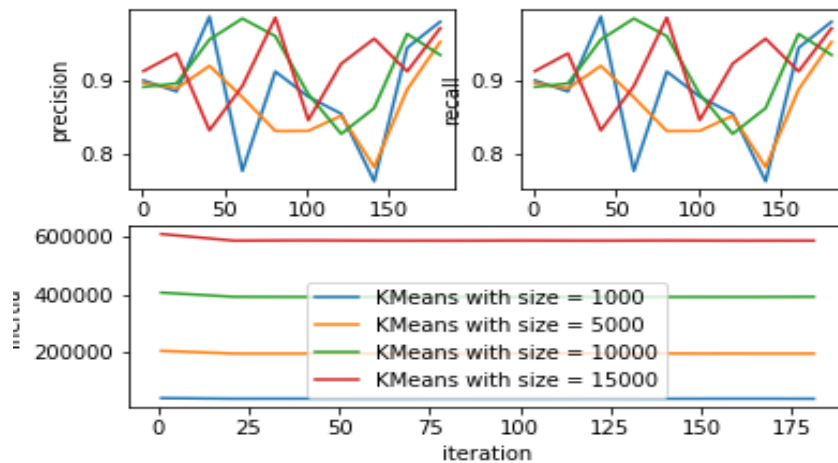 precision
0.9
0.8
0 50 100 150
recall
0.9
0.8
0 50 100 150
600000
400000
200000
KMeans with size = 1000
KMeans with size = 5000
KMeans with size = 10000
KMeans with size = 15000
0 25 50 75 100 125 150 175
iteration